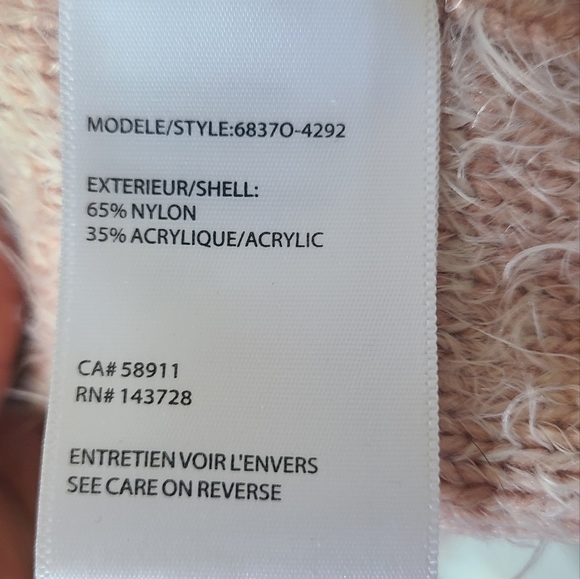 MODELE/STYLE:6837O-4292
EXTERIEUR/SHELL:
65% NYLON
35% ACRYLIQUE/ACRYLIC
CA# 58911
RN# 143728
ENTRETIEN VOIR L'ENVERS
SEE CARE ON REVERSE